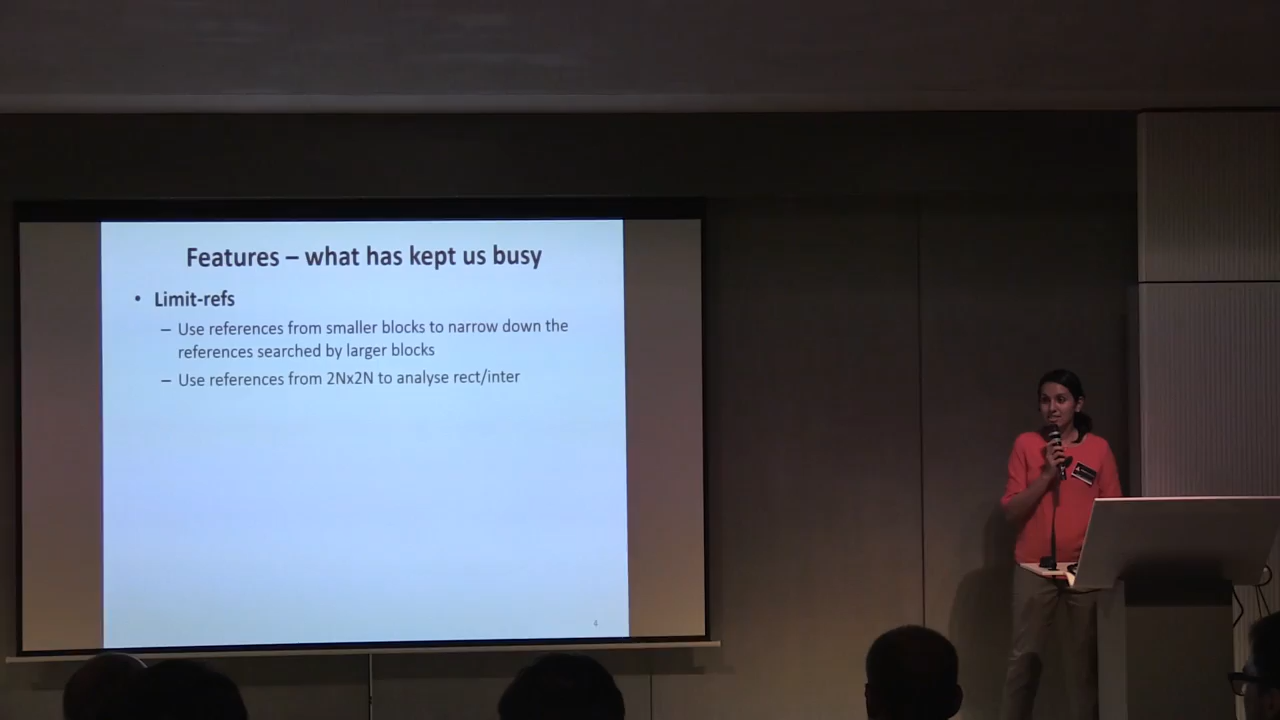 Features – what has kept us busy
• Limit-refs
– Use references from smaller blocks to narrow down the
references searched by larger blocks
– Use references from 2Nx2N to analyse rect/inter
4